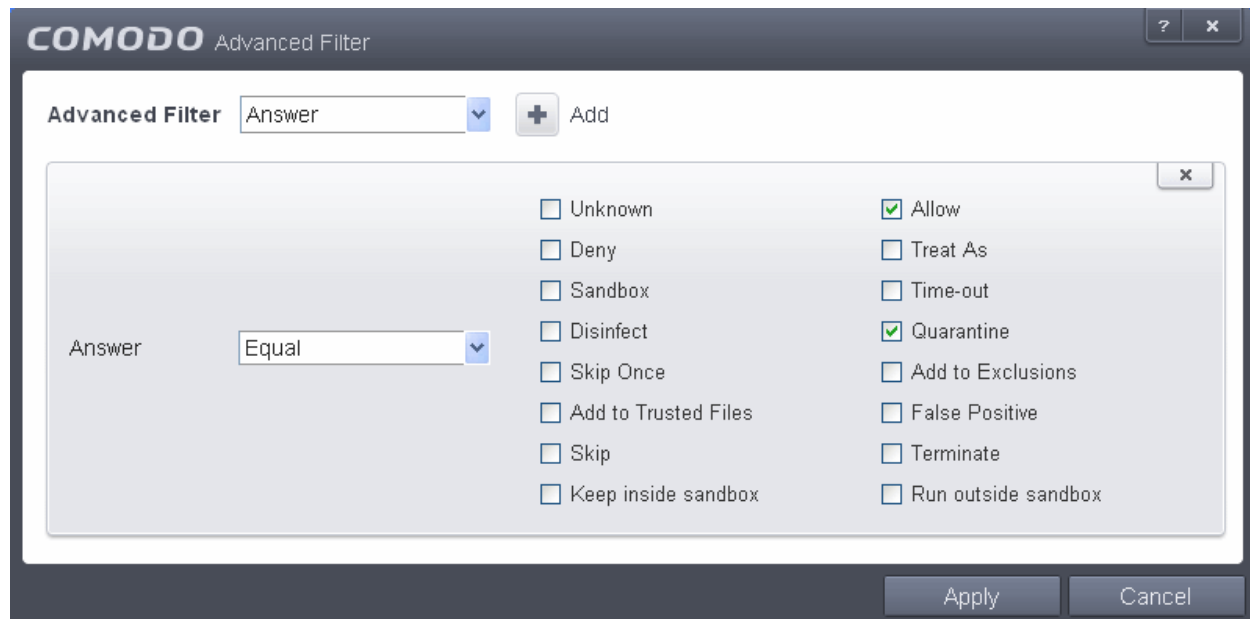 COMODO Advanced Filter ? x
Advanced Filter Answer + Add
x
Unknown Allow
Deny Treat As
Sandbox Time-out
Disinfect Quarantine
Answer Equal
Skip Once Add to Exclusions
Add to Trusted Files False Positive
Skip Terminate
Keep inside sandbox Run outside sandbox
Apply Cancel